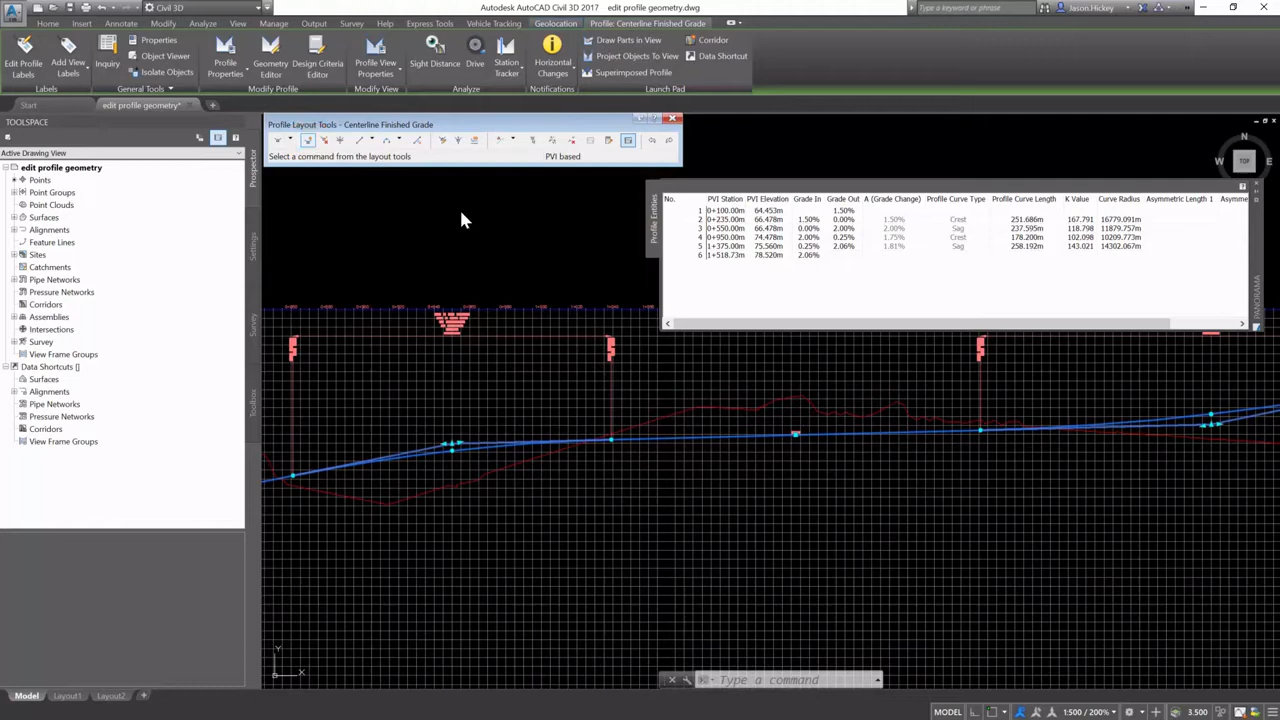 Civil 3D
Autodesk AutoCAD Civil 3D 2017 edit profile geometry.dwg
Type a keyword or phrase
Jason.Hickey
Home Insert Annotate Modify Analyze View Manage Output Survey Help Express Tools Vehicle Tracking Geolocation Profile: Centerline Finished Grade
Edit Profile Labels
Add View Labels
Labels
Inquiry
Properties
Object Viewer
Isolate Objects
General Tools
Profile Properties
Geometry Editor
Design Criteria Editor
Modify Profile
Profile View Properties
Modify View
Sight Distance
Drive
Station Tracker
Analyze
Horizontal Changes
Notifications
Draw Parts in View
Project Objects To View
Superimposed Profile
Corridor
Data Shortcut
Launch Pad
Start
edit profile geometry*
TOOLSPACE
Active Drawing View
edit profile geometry
Points
Point Groups
Point Clouds
Surfaces
Alignments
Feature Lines
Sites
Catchments
Pipe Networks
Pressure Networks
Corridors
Assemblies
Intersections
Survey
View Frame Groups
Data Shortcuts []
Surfaces
Alignments
Pipe Networks
Pressure Networks
Corridors
View Frame Groups
Prospector
Settings
Survey
Toolbox
Profile Layout Tools - Centerline Finished Grade
Select a command from the layout tools
PVI based
Profile Entities
No. PVI Station PVI Elevation Grade In Grade Out A (Grade Change) Profile Curve Type Profile Curve Length K Value Curve Radius Asymmetric Length 1 Asymme
1 0+100.00m 64.453m 1.50%
2 0+235.00m 66.478m 1.50% 0.00% 1.50% Crest 251.686m 167.791 16779.091m
3 0+550.00m 66.478m 0.00% 2.00% 2.00% Sag 237.595m 118.798 11879.757m
4 0+950.00m 74.478m 2.00% 0.25% 1.75% Crest 178.200m 102.098 10209.773m
5 1+375.00m 75.560m 0.25% 2.06% 1.81% Sag 258.192m 143.021 14302.067m
6 1+518.73m 78.520m 2.06%
PANORAMA
N
W TOP E
Y
X
Type a command
Model Layout1 Layout2
MODEL
1:500 / 200%
3.500